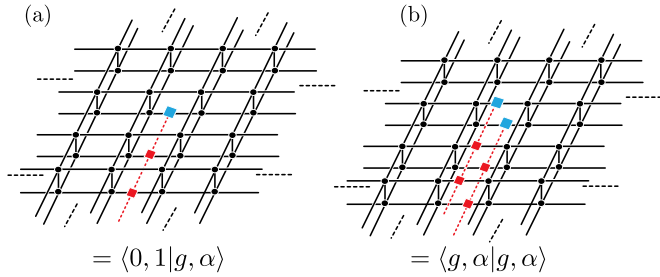 (a) (b)
= ⟨0, 1|g, α⟩ = ⟨g, α|g, α⟩